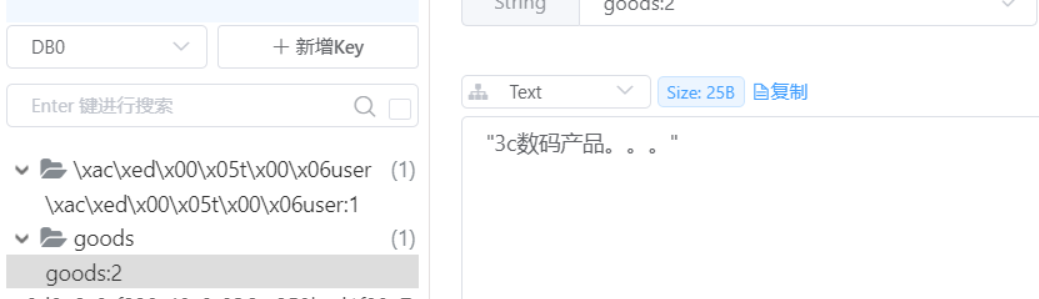 String goods:2
DB0 + 新增Key
Enter 键进行搜索
Text Size: 25B 复制
"3c数码产品。。。"
\xac\xed\x00\x05t\x00\x06user (1)
\xac\xed\x00\x05t\x00\x06user:1
goods (1)
goods:2